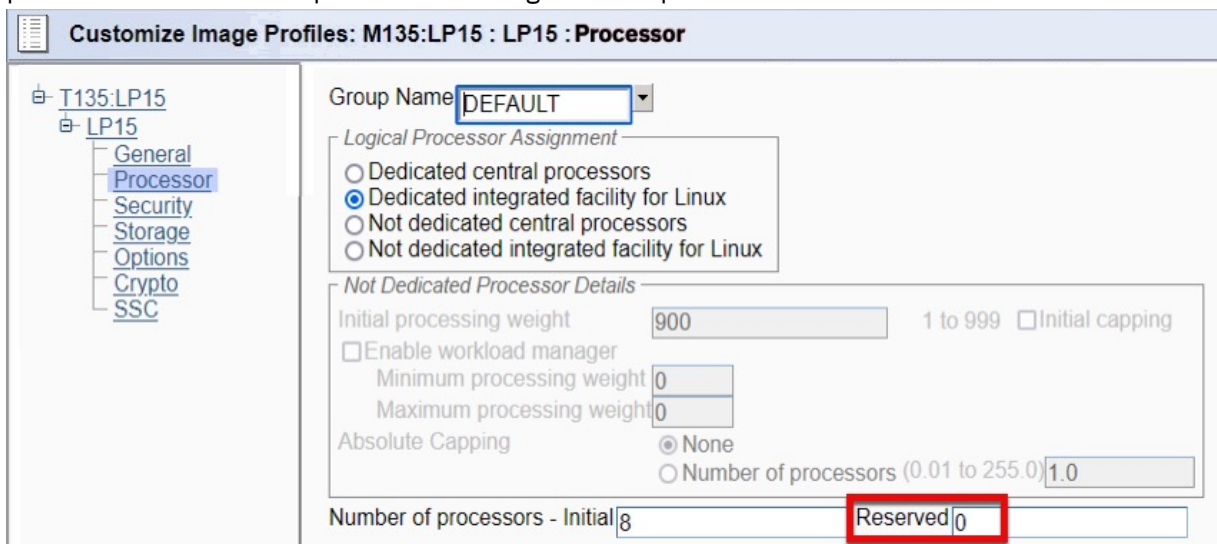 Customize Image Profiles: M135:LP15 : LP15 : Processor
T135:LP15
LP15
General
Processor
Security
Storage
Options
Crypto
SSC
Group Name DEFAULT
Logical Processor Assignment
Dedicated central processors
Dedicated integrated facility for Linux
Not dedicated central processors
Not dedicated integrated facility for Linux
Not Dedicated Processor Details
Initial processing weight 900 1 to 999 Initial capping
Enable workload manager
Minimum processing weight 0
Maximum processing weight 0
Absolute Capping None
Number of processors (0.01 to 255.0) 1.0
Number of processors - Initial 8 Reserved 0